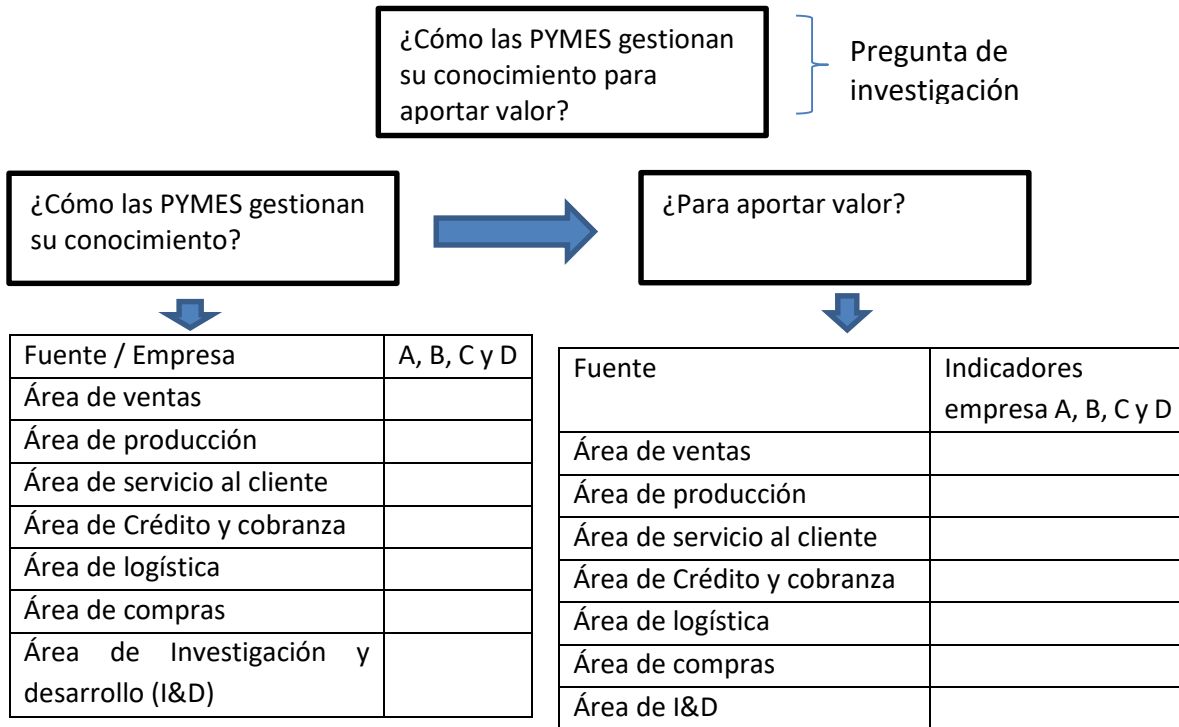 ¿Cómo las PYMES gestionan
su conocimiento para
aportar valor?
Pregunta de
investigación
¿Cómo las PYMES gestionan
su conocimiento?
¿Para aportar valor?
Fuente / Empresa
A, B, C y D
Área de ventas
Área de producción
Área de servicio al cliente
Área de Crédito y cobranza
Área de logística
Área de compras
Área de Investigación y
desarrollo (I&D)
Fuente
Indicadores
empresa A, B, C y D
Área de ventas
Área de producción
Área de servicio al cliente
Área de Crédito y cobranza
Área de logística
Área de compras
Área de I&D